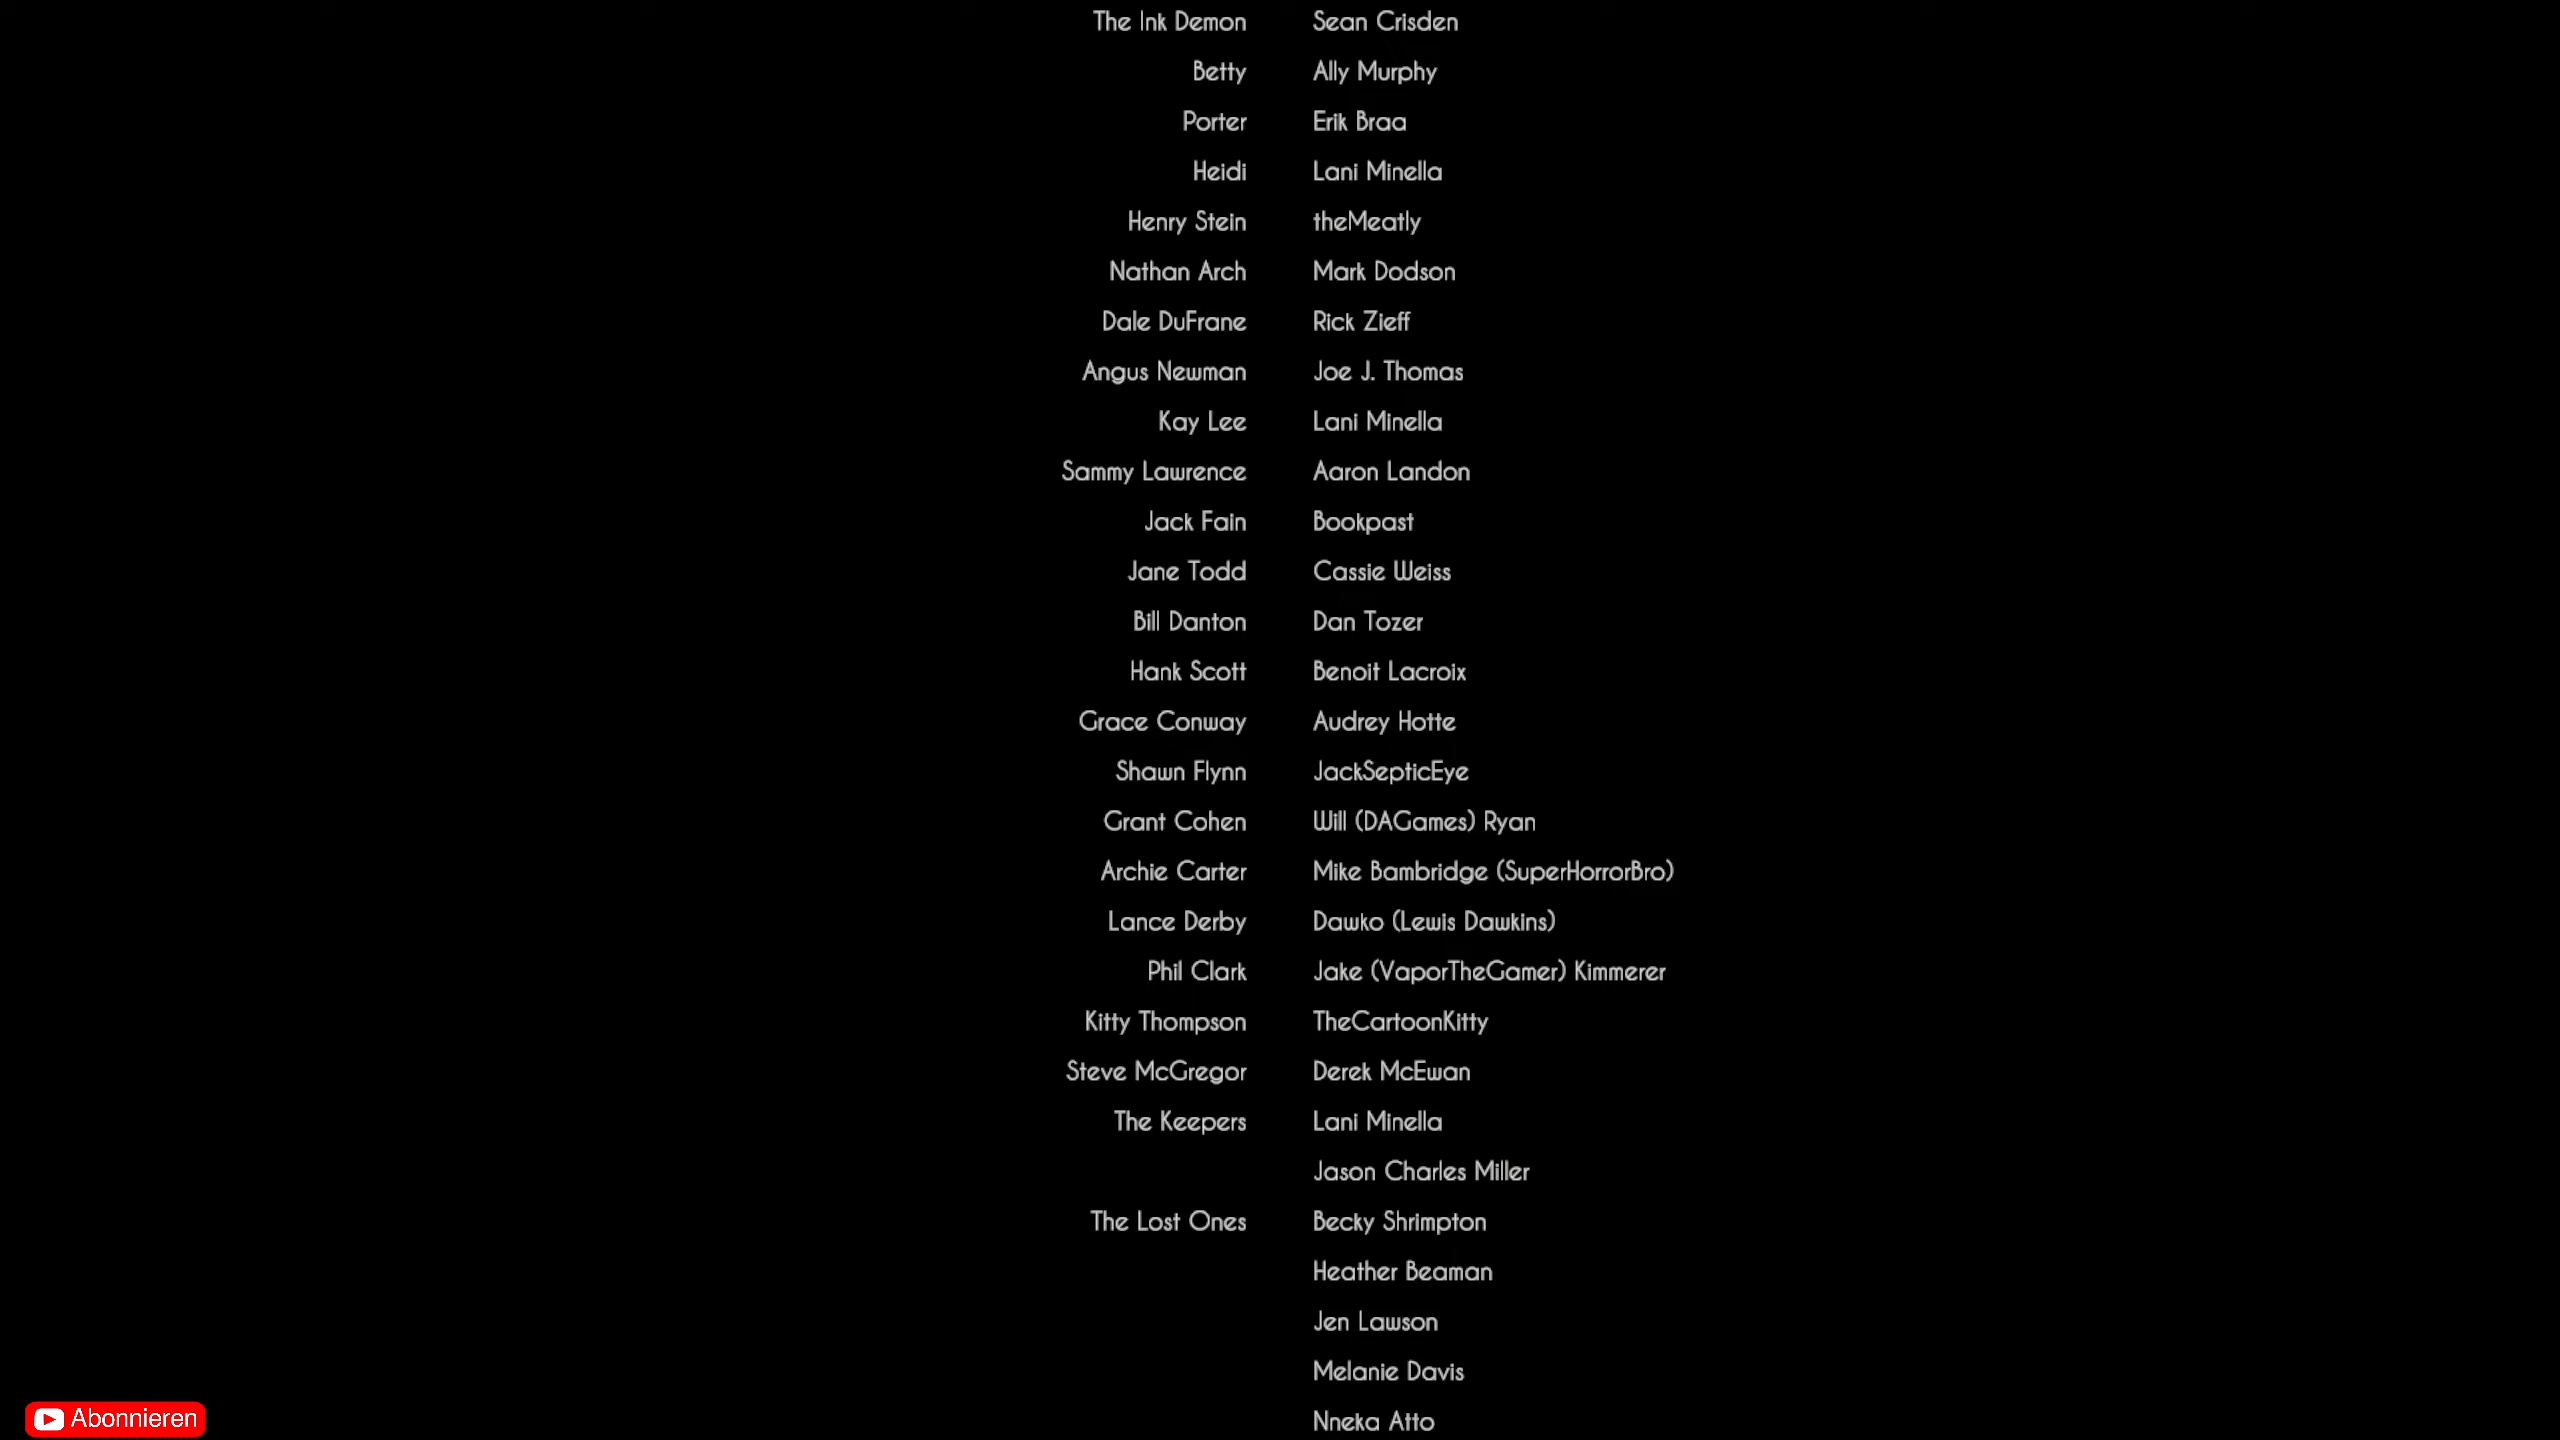 The Ink Demon Sean Crisden
Betty Ally Murphy
Porter Erik Braa
Heidi Lani Minella
Henry Stein theMeatly
Nathan Arch Mark Dodson
Dale DuFrane Rick Zieff
Angus Newman Joe J. Thomas
Kay Lee Lani Minella
Sammy Lawrence Aaron Landon
Jack Fain Bookpast
Jane Todd Cassie Weiss
Bill Danton Dan Tozer
Hank Scott Benoit Lacroix
Grace Conway Audrey Hotte
Shawn Flynn JackSepticEye
Grant Cohen Will (DAGames) Ryan
Archie Carter Mike Bambridge (SuperHorrorBro)
Lance Derby Dawko (Lewis Dawkins)
Phil Clark Jake (VaporTheGamer) Kimmerer
Kitty Thompson TheCartoonKitty
Steve McGregor Derek McEwan
The Keepers Lani Minella
Jason Charles Miller
The Lost Ones Becky Shrimpton
Heather Beaman
Jen Lawson
Melanie Davis
Nneka Atto
Abonnieren